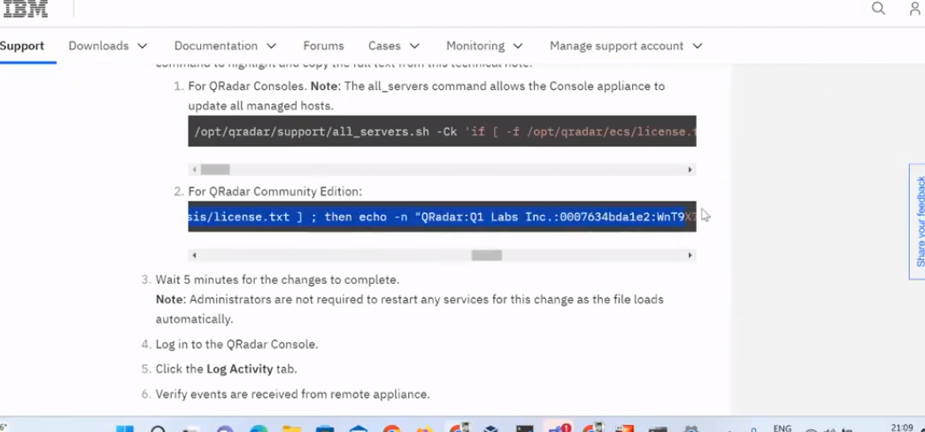 IBM
Support Downloads Documentation Forums Cases Monitoring Manage support account
command to highlight and copy the full text from this technical note.
1. For QRadar Consoles. Note: The all_servers command allows the Console appliance to
update all managed hosts.
/opt/qradar/support/all_servers.sh -Ck 'if [ -f /opt/qradar/ecs/license.t
2. For QRadar Community Edition:
sis/license.txt ] ; then echo -n "QRadar:Q1 Labs Inc.:0007634bda1e2:WnT9X
3. Wait 5 minutes for the changes to complete.
Note: Administrators are not required to restart any services for this change as the file loads
automatically.
4. Log in to the QRadar Console.
5. Click the Log Activity tab.
6. Verify events are received from remote appliance.
Share your feedback
6°
1
ENG
21:09